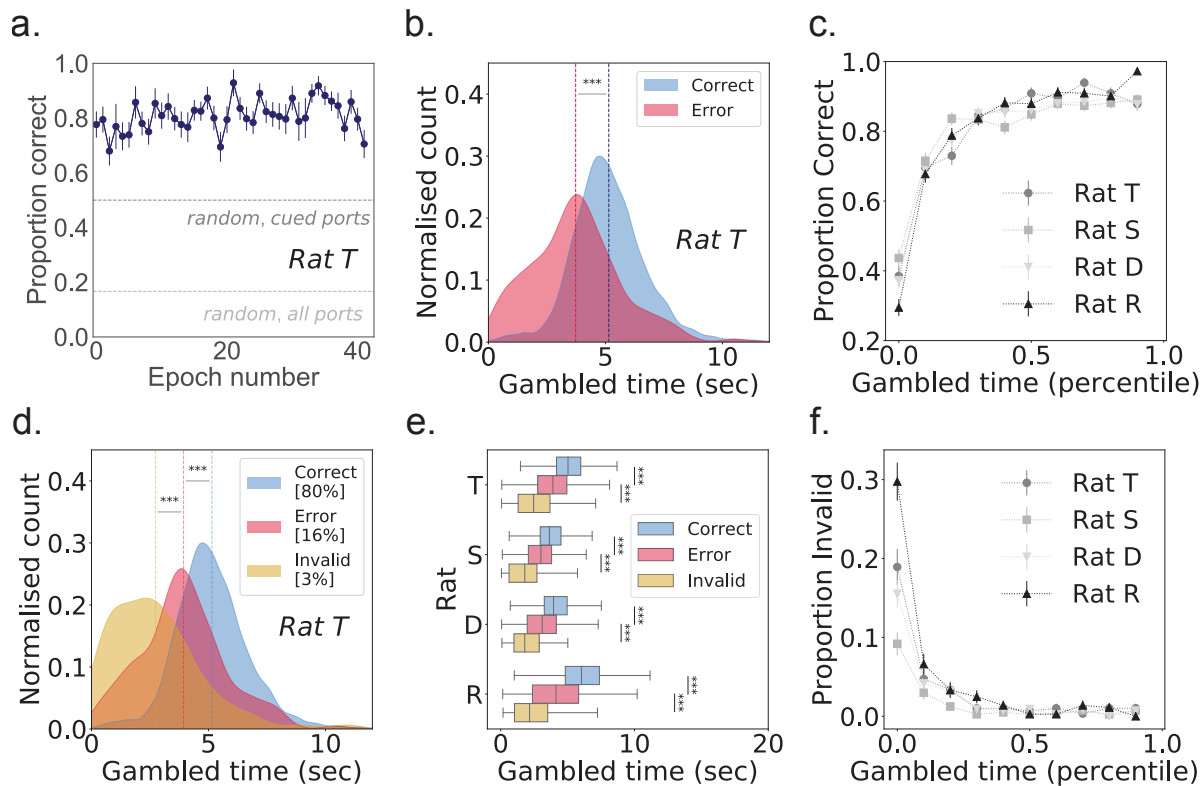 a.
Proportion correct
1.0
0.8
0.6
0.4
0.2
0.0
random, cued ports
Rat T
random, all ports
0
20
40
Epoch number
b.
Normalised count
0.4
0.3
0.2
0.1
0.0
***
Correct
Error
Rat T
0
5
10
Gambled time (sec)
c.
Proportion Correct
1.0
0.8
0.6
0.4
0.2
Rat T
Rat S
Rat D
Rat R
0.0
0.5
1.0
Gambled time (percentile)
d.
Normalised count
0.4
0.3
0.2
0.1
0.0
***
***
Correct
[80%]
Error
[16%]
Invalid
[3%]
Rat T
0
5
10
Gambled time (sec)
e.
Rat
T
S
D
R
***
***
***
***
***
***
***
***
Correct
Error
Invalid
0
10
20
Gambled time (sec)
f.
Proportion Invalid
0.3
0.2
0.1
0.0
Rat T
Rat S
Rat D
Rat R
0.0
0.5
1.0
Gambled time (percentile)